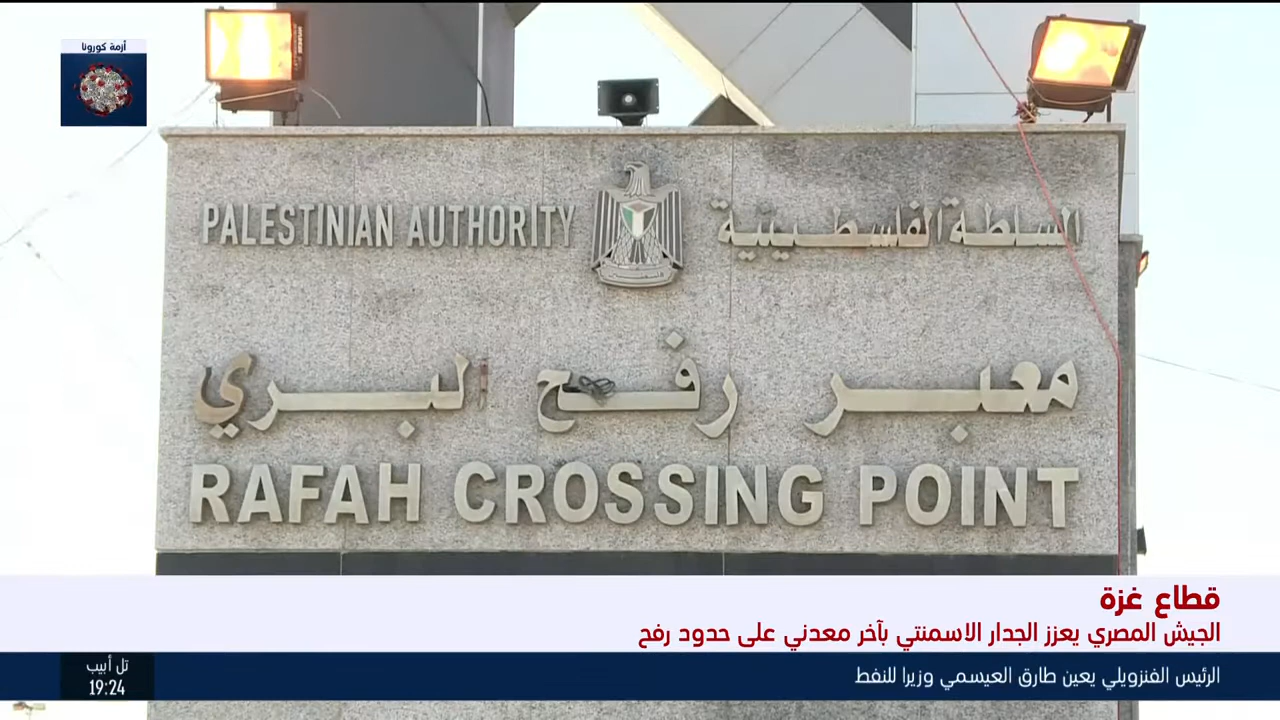 أزمة كورونا
PALESTINIAN AUTHORITY
السلطة الفلسطينية
معبر رفح البري
RAFAH CROSSING POINT
قطاع غزة
الجيش المصري يعزز الجدار الاسمنتي بآخر معدني على حدود رفح
الرئيس الفنزويلي يعين طارق العيسمي وزيرا للنفط
تل أبيب
19:24